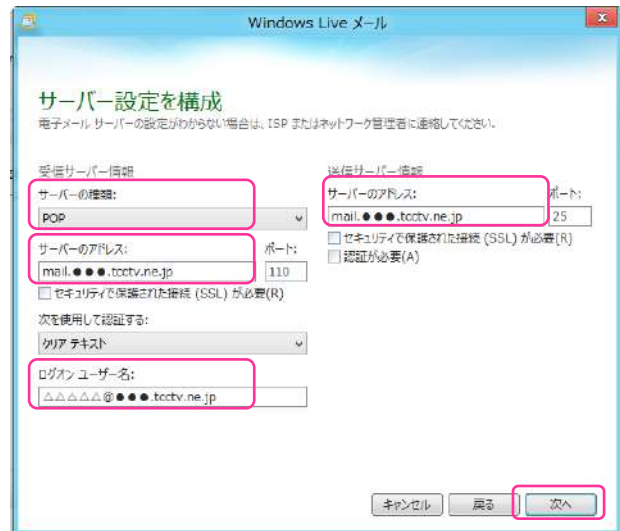 Windows Live メール
サーバー設定を構成
電子メール サーバーの設定がわからない場合は、ISP またはネットワーク管理者に連絡してください。
受信サーバー情報
サーバーの種類:
POP
サーバーのアドレス:
ポート:
mail.●●●.tcctv.ne.jp
110
セキュリティで保護された接続 (SSL) が必要(R)
次を使用して認証する:
クリア テキスト
ログオン ユーザー名:
△△△△△@●●●.tcctv.ne.jp
送信サーバー情報
サーバーのアドレス:
ポート:
mail.●●●.tcctv.ne.jp
25
セキュリティで保護された接続 (SSL) が必要(R)
認証が必要(A)
キャンセル
戻る
次へ